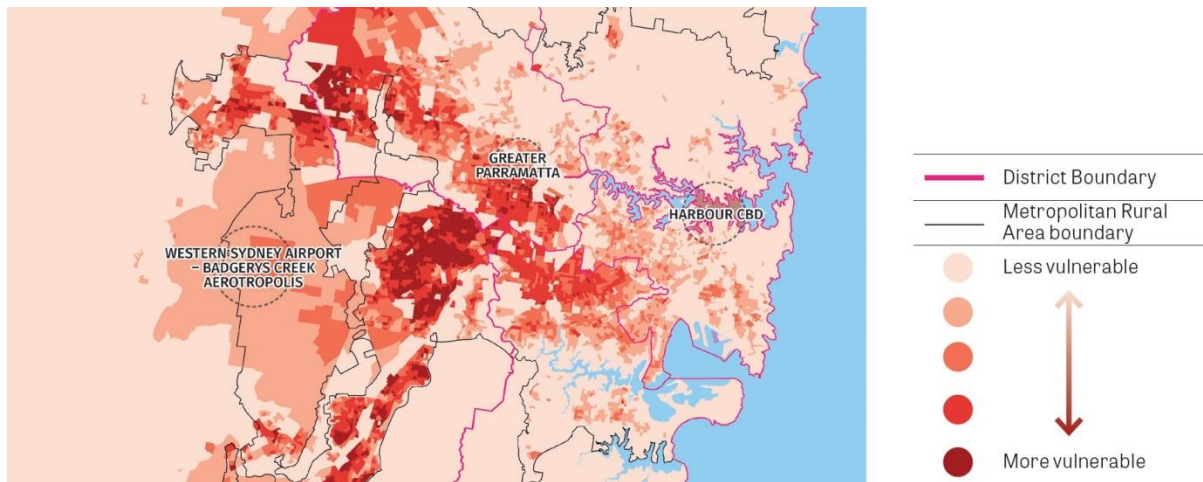 GREATER
PARRAMATTA
HARBOUR CBD
WESTERN SYDNEY AIRPORT
– BADGERYS CREEK
AEROTROPOLIS
District Boundary
Metropolitan Rural
Area boundary
Less vulnerable
More vulnerable